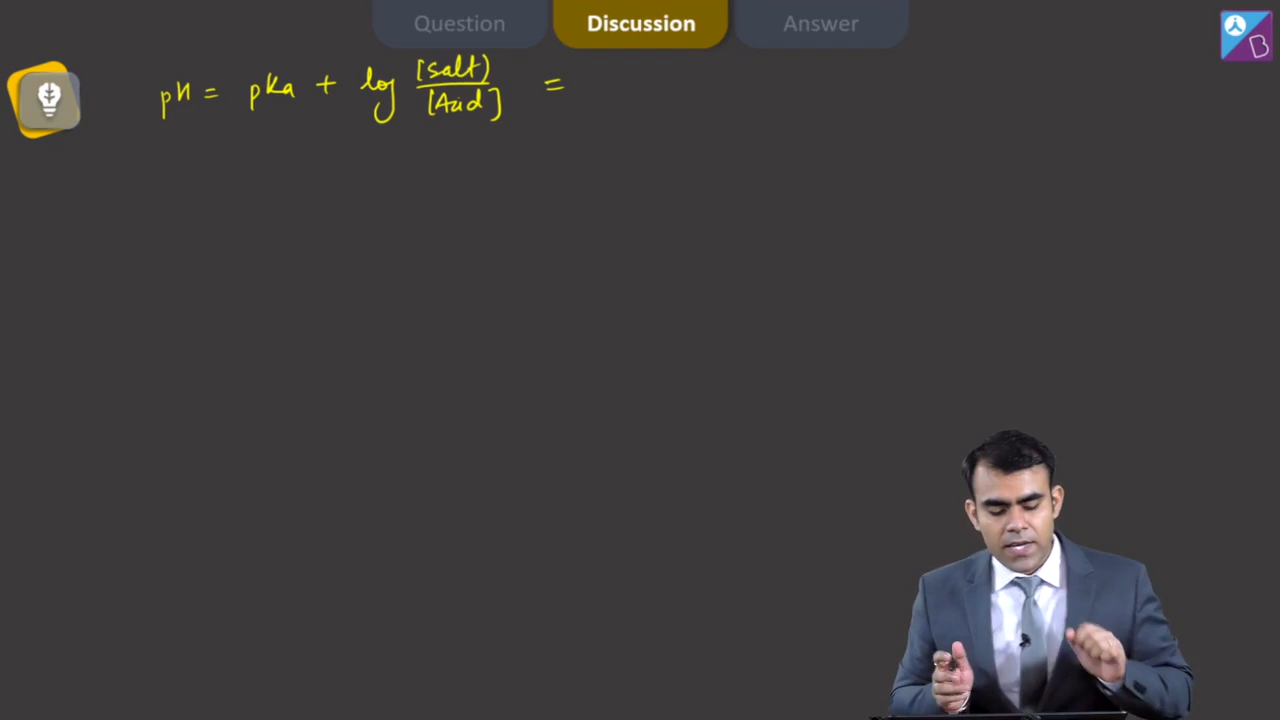 Question Discussion Answer
pH = pKa + log [Salt) / [Acid] =
B